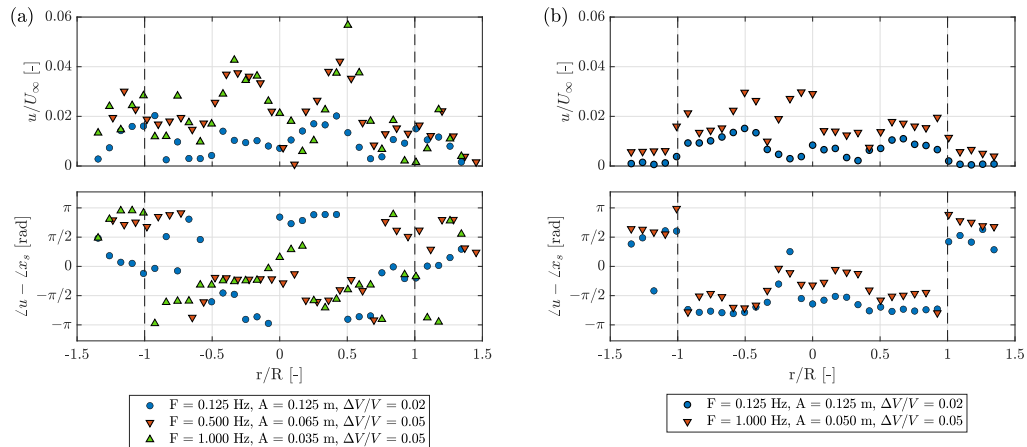 (a)
0.06
0.04
0.02
0
u/U∞ [-]
π
π/2
0
−π/2
−π
∠u − ∠xs [rad]
-1.5 -1 -0.5 0 0.5 1 1.5
r/R [-]
F = 0.125 Hz, A = 0.125 m, ΔV/V = 0.02
F = 0.500 Hz, A = 0.065 m, ΔV/V = 0.05
F = 1.000 Hz, A = 0.035 m, ΔV/V = 0.05
(b)
0.06
0.04
0.02
0
u/U∞ [-]
π
π/2
0
−π/2
−π
∠u − ∠xs [rad]
-1.5 -1 -0.5 0 0.5 1 1.5
r/R [-]
F = 0.125 Hz, A = 0.125 m, ΔV/V = 0.02
F = 1.000 Hz, A = 0.050 m, ΔV/V = 0.05